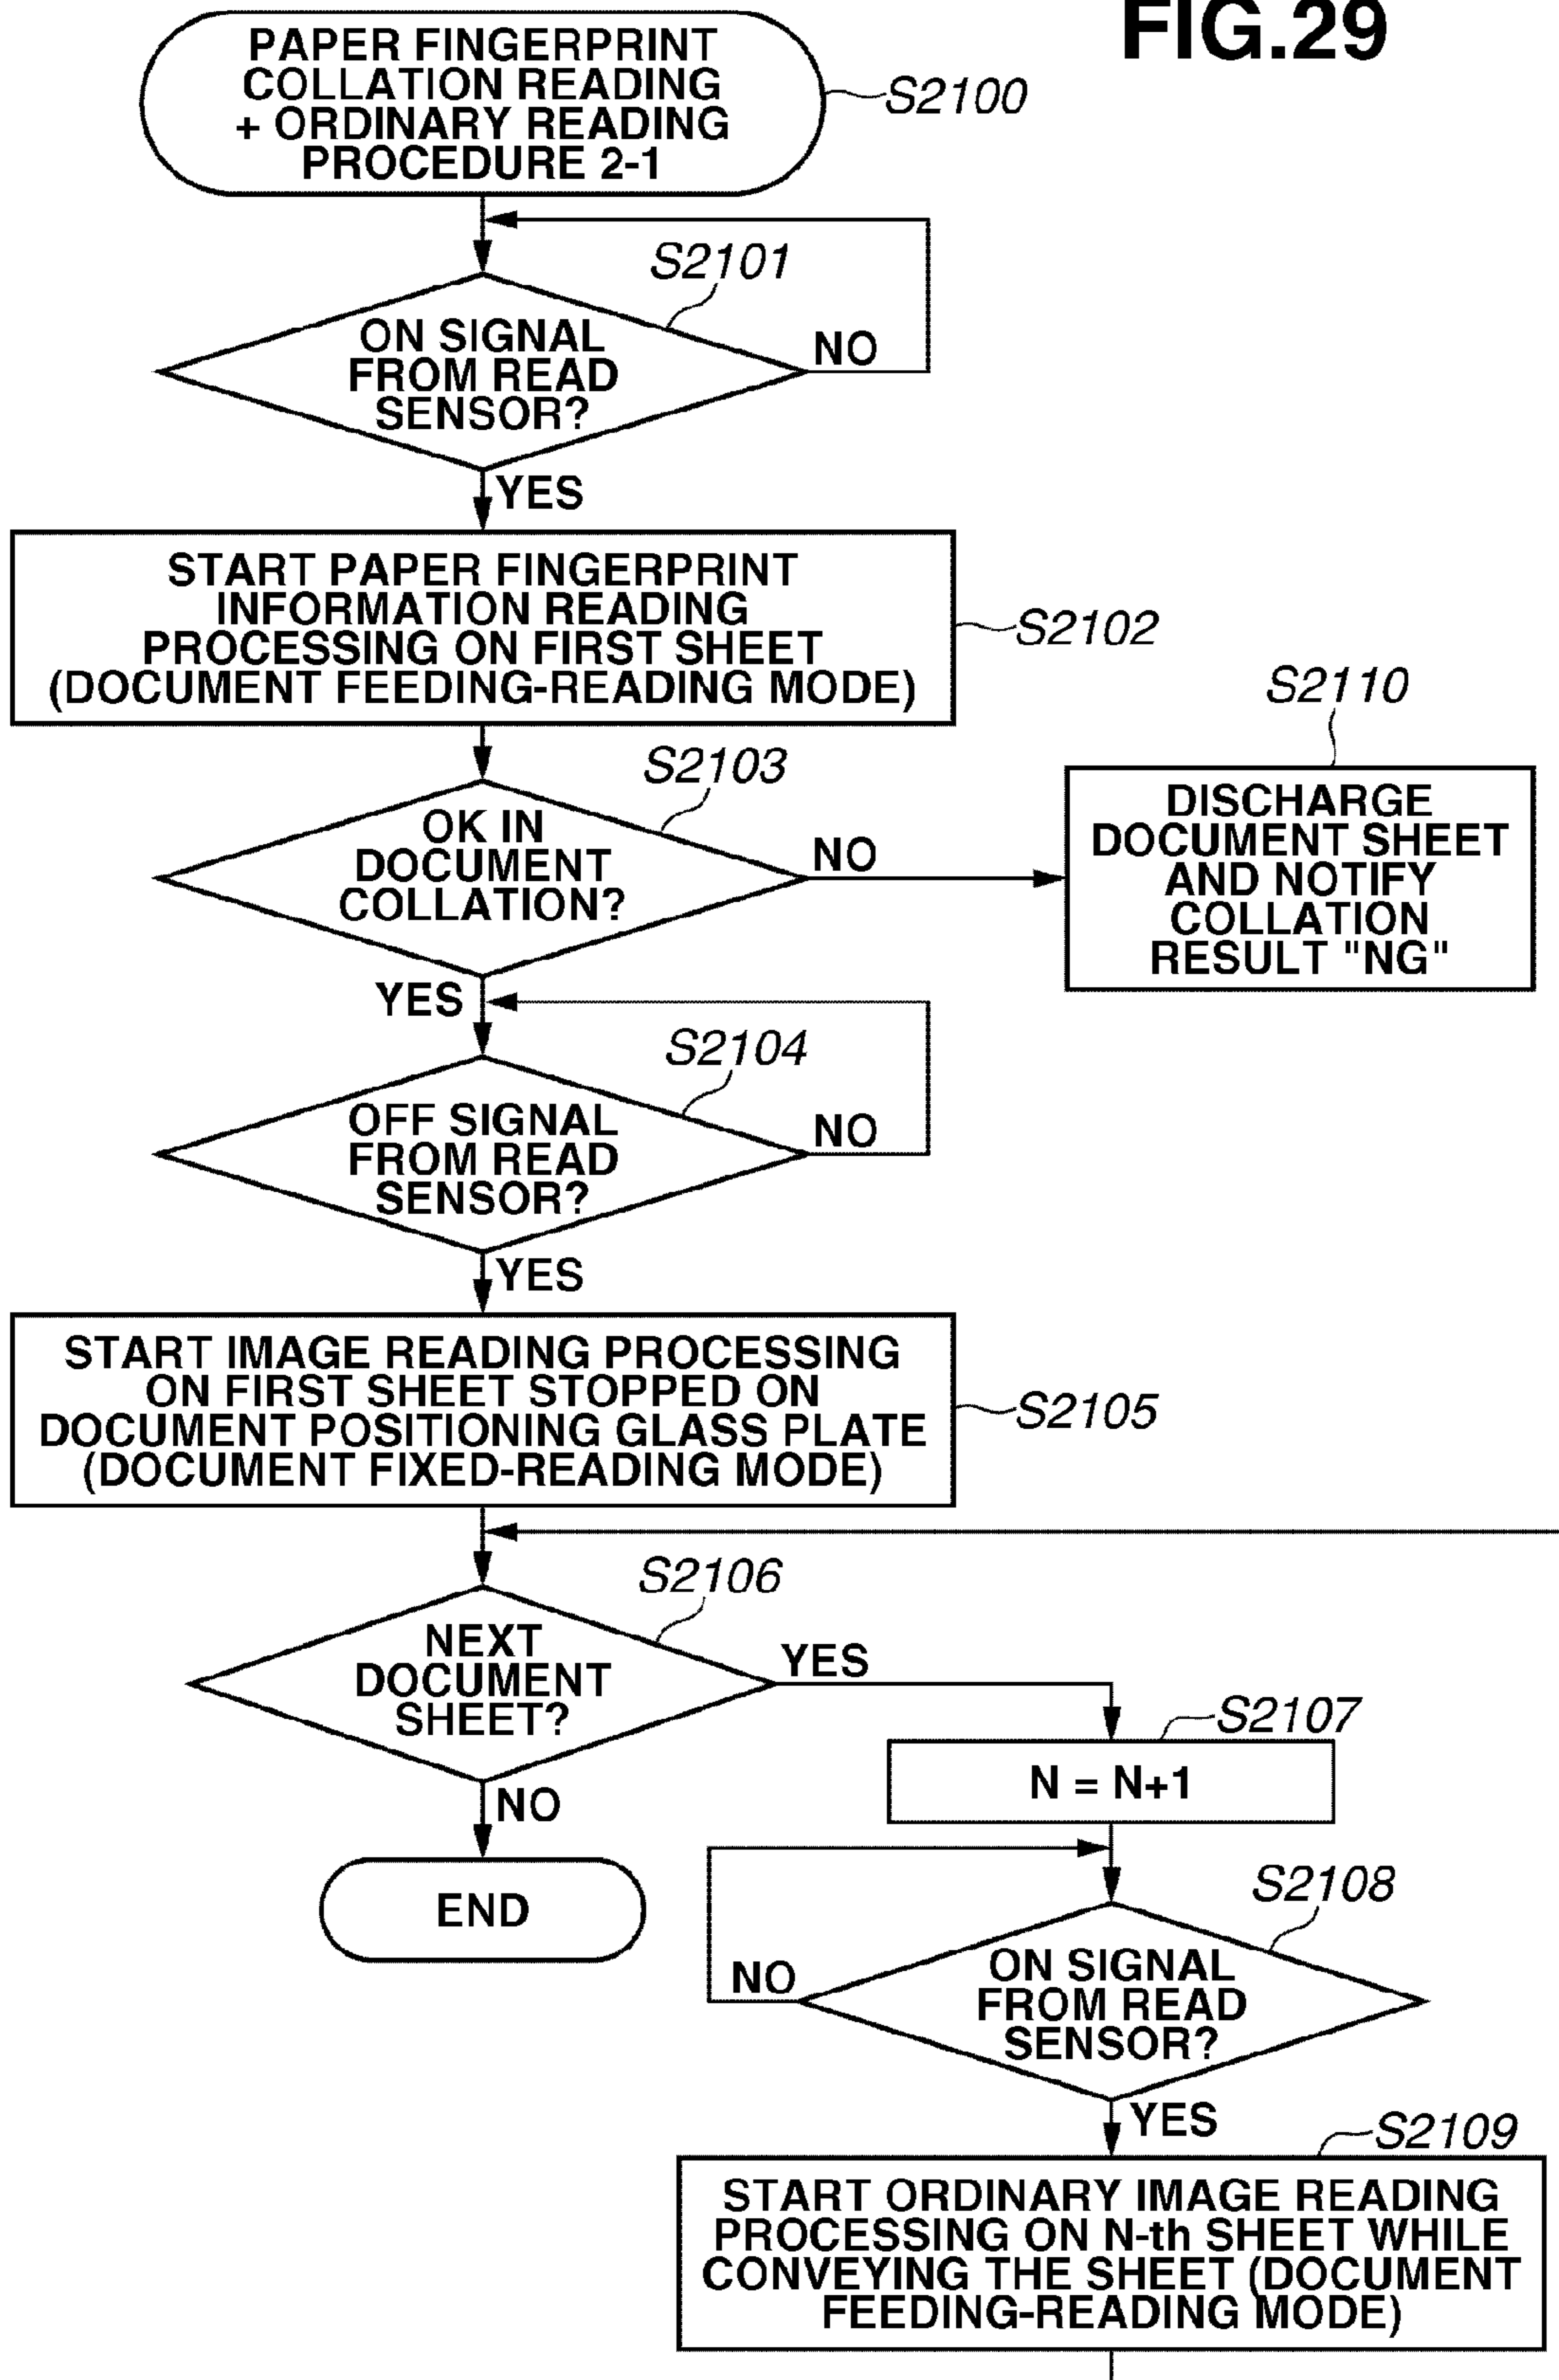 FIG.29
PAPER FINGERPRINT
COLLATION READING
+ ORDINARY READING
PROCEDURE 2-1
S2100
S2101
ON SIGNAL
FROM READ
SENSOR?
NO
YES
START PAPER FINGERPRINT
INFORMATION READING
PROCESSING ON FIRST SHEET
(DOCUMENT FEEDING-READING MODE)
S2102
S2103
OK IN
DOCUMENT
COLLATION?
NO
S2110
DISCHARGE
DOCUMENT SHEET
AND NOTIFY
COLLATION
RESULT "NG"
YES
S2104
OFF SIGNAL
FROM READ
SENSOR?
NO
YES
START IMAGE READING PROCESSING
ON FIRST SHEET STOPPED ON
DOCUMENT POSITIONING GLASS PLATE
(DOCUMENT FIXED-READING MODE)
S2105
S2106
NEXT
DOCUMENT
SHEET?
YES
NO
END
S2107
N = N+1
S2108
ON SIGNAL
FROM READ
SENSOR?
NO
YES
S2109
START ORDINARY IMAGE READING
PROCESSING ON N-th SHEET WHILE
CONVEYING THE SHEET (DOCUMENT
FEEDING-READING MODE)